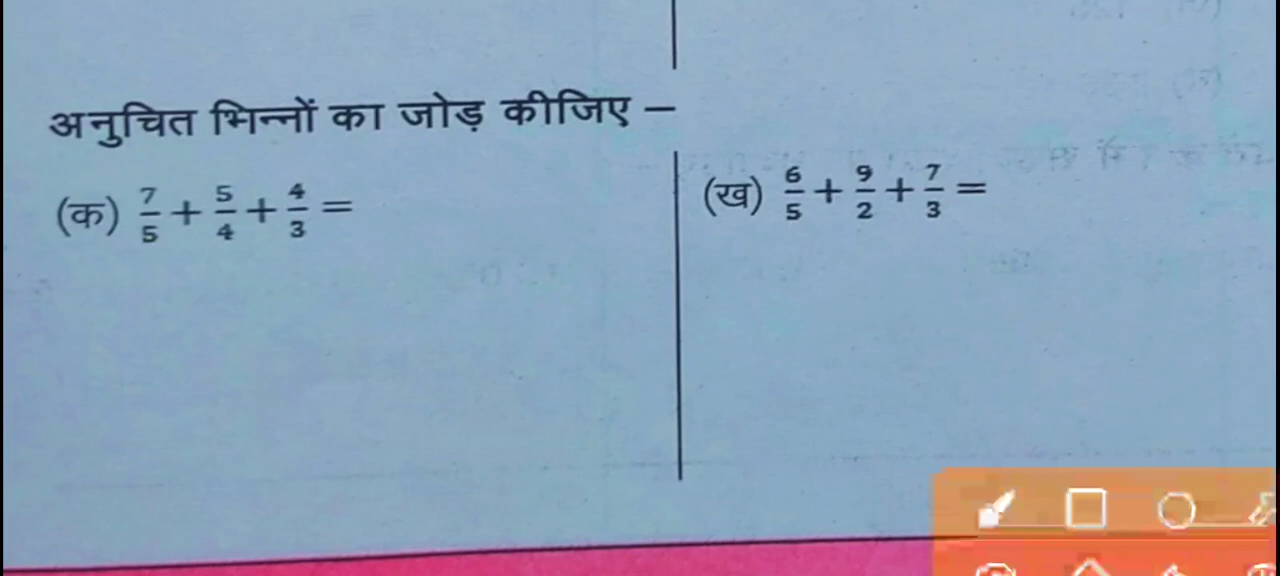 अनुचित भिन्नों का जोड़ कीजिए –
(क) 7/5 + 5/4 + 4/3 =
(ख) 6/5 + 9/2 + 7/3 =